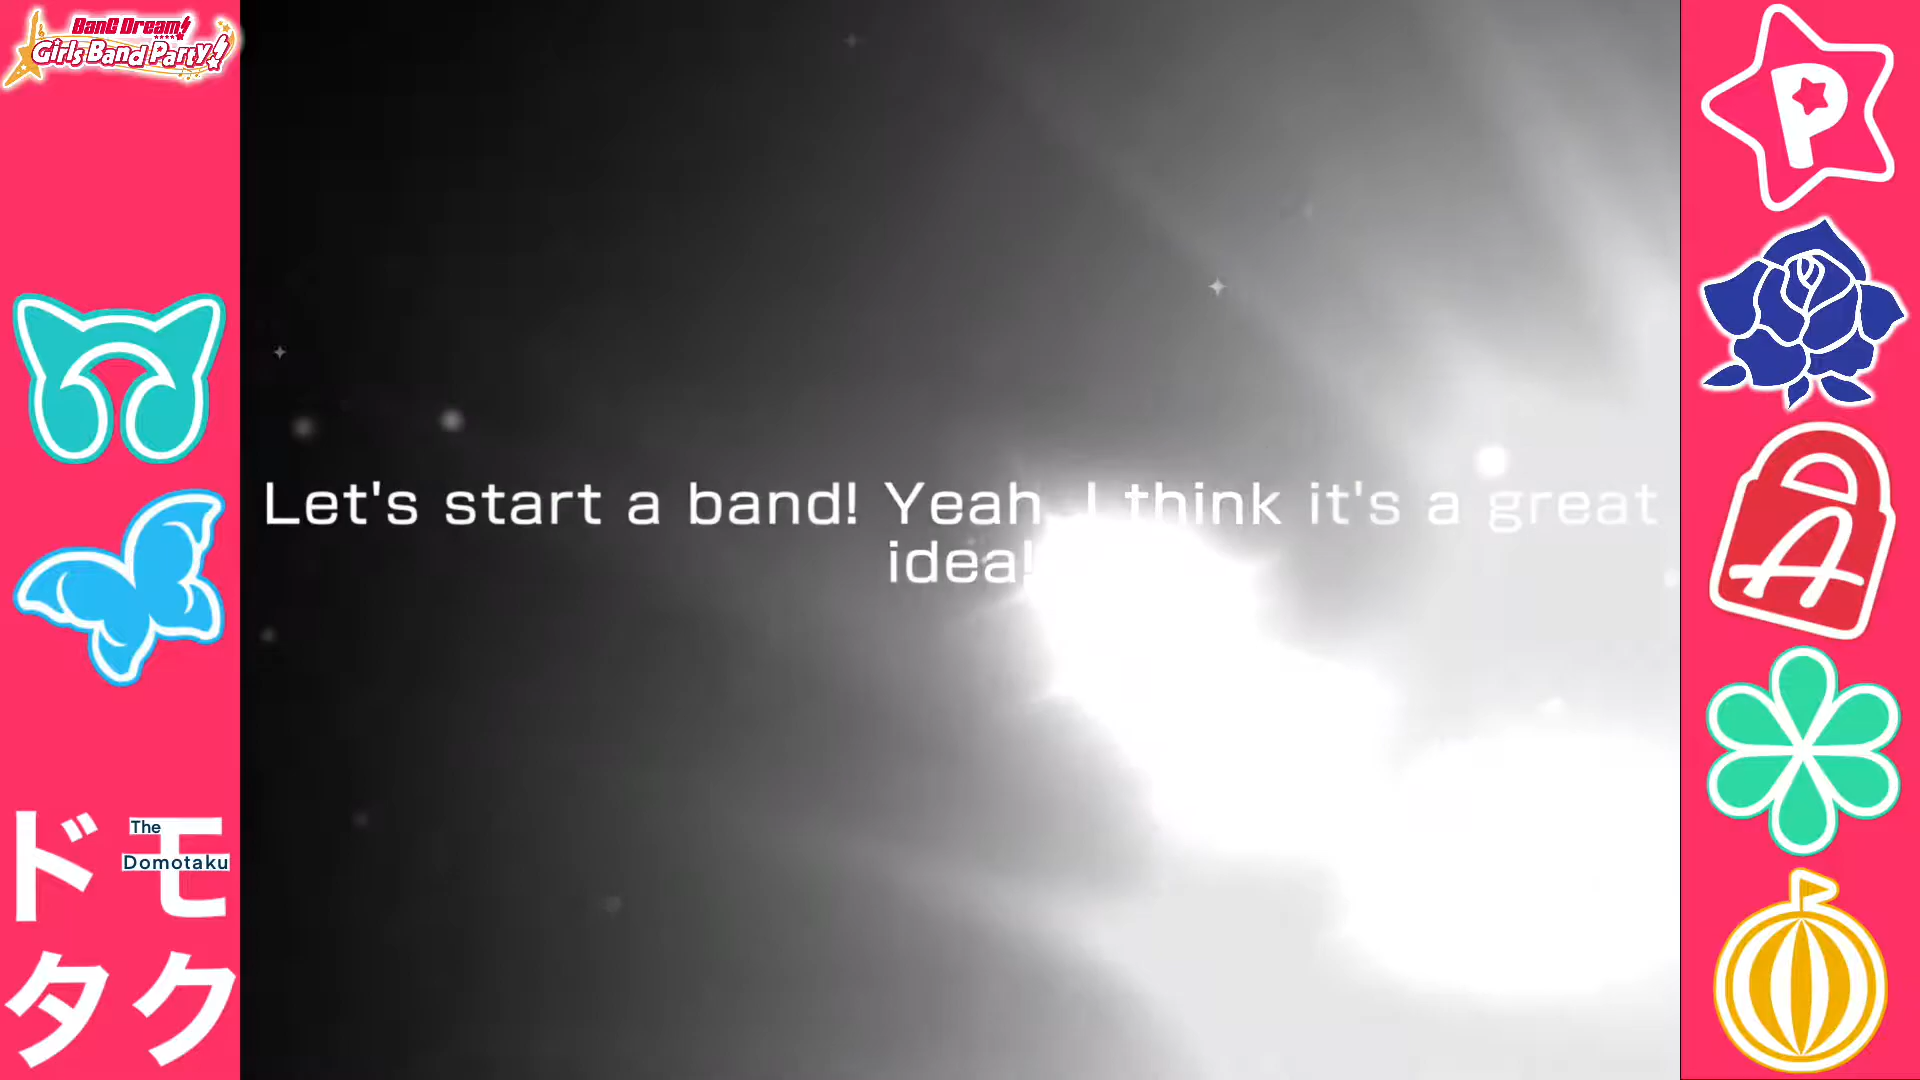 BanG Dream!
Girls Band Party!
P
Let's start a band! Yeah, I think it's a great
idea!
A
The
Domotaku
ドモ
タク